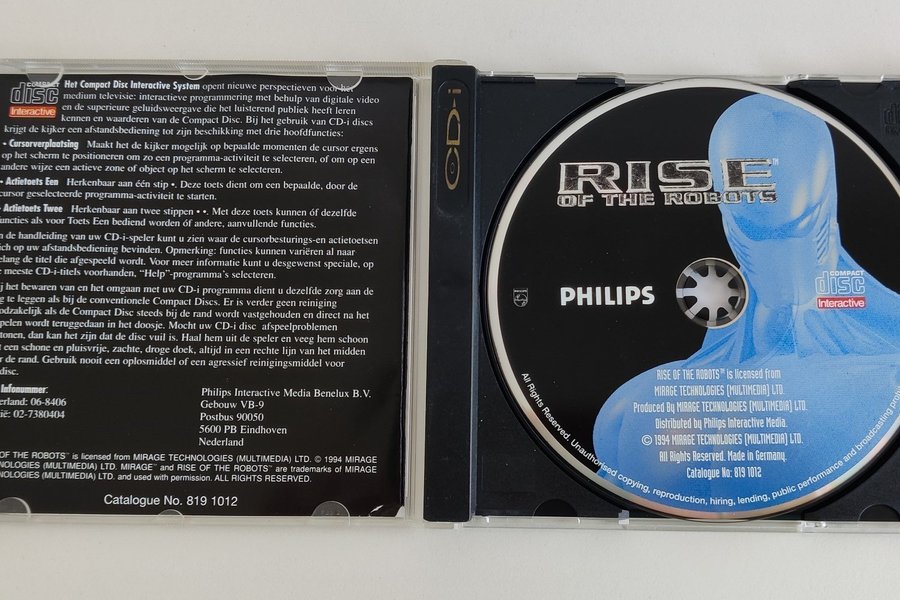 COMPACT
disc
Interactive
Het Compact Disc Interactive System opent nieuwe perspectieven voor het
medium televisie: interactieve programmering met behulp van digitale video
en de superieure geluidsweergave die het luisterend publiek heeft leren
kennen en waarderen van de Compact Disc. Bij het gebruik van CD-i discs
krijgt de kijker een afstandsbediening tot zijn beschikking met drie hoofdfuncties:
• Cursorverplaatsing Maakt het kijker mogelijk op bepaalde momenten de cursor ergens
op het scherm te positioneren om zo een programma-activiteit te selecteren, of om op een
andere wijze een actieve zone of object op het scherm te selecteren.
• Actietoets Een Herkenbaar aan één stip •. Deze toets dient om een bepaalde, door de
cursor geselecteerde programma-activiteit te starten.
• Actietoets Twee Herkenbaar aan twee stippen • •. Met deze toets kunnen óf dezelfde
functies als voor Toets Een bediend worden óf andere, aanvullende functies.
de handleiding van uw CD-i-speler kunt u zien waar de cursorbesturings-en actietoetsen
op uw afstandsbediening bevinden. Opmerking: functies kunnen variëren al naar
gelang de titel die afgespeeld wordt. Voor meer informatie kunt u desgewenst speciale, op
meeste CD-i-titels voorhanden, "Help"-programma's selecteren.
het bewaren van en het omgaan met uw CD-i programma dient u dezelfde zorg aan de
te leggen als bij de conventionele Compact Discs. Er is verder geen reiniging
noodzakelijk als de Compact Disc steeds bij de rand wordt vastgehouden en direct na het
spelen wordt teruggedaan in het doosje. Mocht uw CD-i disc afspeelproblemen
dan kan het zijn dat de disc vuil is. Haal hem uit de speler en veeg hem schoon
een schone en pluisvrije, zachte, droge doek, altijd in een rechte lijn van het midden
de rand. Gebruik nooit een oplosmiddel of een agressief reinigingsmiddel voor
disc.
Infonummer
06-8406
02-7380404
Philips Interactive Media Benelux B.V.
Gebouw VB-9
Postbus 90050
5600 PB Eindhoven
Nederland
OF THE ROBOTS™ is licensed from MIRAGE TECHNOLOGIES (MULTIMEDIA) LTD. © 1994 MIRAGE
(MULTIMEDIA) LTD. MIRAGE™ and RISE OF THE ROBOTS™ are trademarks of MIRAGE
(MULTIMEDIA) LTD. and used with permission. ALL RIGHTS RESERVED.
Catalogue No. 819 1012
CD-i
RISE™
OF THE ROBOTS
PHILIPS
COMPACT
disc
Interactive
RISE OF THE ROBOTS™ is licensed from
MIRAGE TECHNOLOGIES (MULTIMEDIA) LTD.
Produced By MIRAGE TECHNOLOGIES (MULTIMEDIA) LTD.
Distributed by Philips Interactive Media.
© 1994 MIRAGE TECHNOLOGIES (MULTIMEDIA) LTD.
All Rights Reserved. Made in Germany.
Catalogue No: 819 1012
All Rights Reserved. Unauthorised copying, reproduction, hiring, lending, public performance and broadcasting